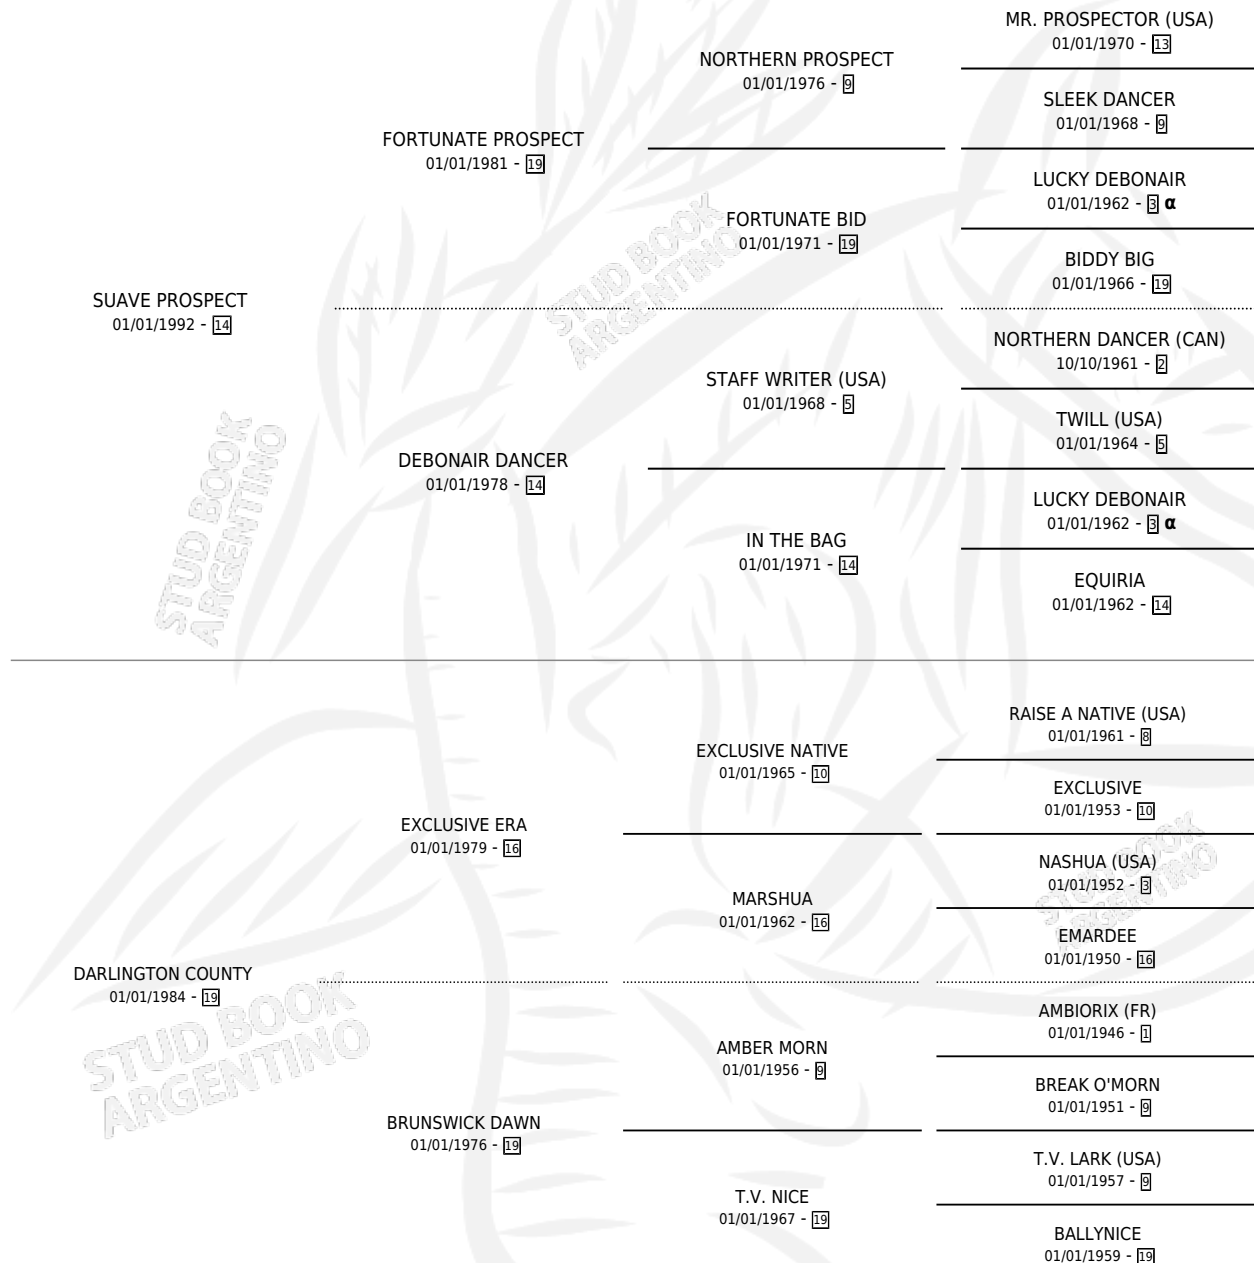 MR. PROSPECTOR (USA)
01/01/1970 - 13
NORTHERN PROSPECT
01/01/1976 - 9
SLEEK DANCER
01/01/1968 - 9
FORTUNATE PROSPECT
01/01/1981 - 19
LUCKY DEBONAIR
01/01/1962 - 3 α
FORTUNATE BID
01/01/1971 - 19
BIDDY BIG
01/01/1966 - 19
STUD BOOK
ARGENTINO
SUAVE PROSPECT
01/01/1992 - 14
NORTHERN DANCER (CAN)
10/10/1961 - 2
STAFF WRITER (USA)
01/01/1968 - 5
TWILL (USA)
01/01/1964 - 5
DEBONAIR DANCER
01/01/1978 - 14
LUCKY DEBONAIR
01/01/1962 - 3 α
IN THE BAG
01/01/1971 - 14
EQUIRIA
01/01/1962 - 14
STUD BOOK
ARGENTINO
RAISE A NATIVE (USA)
01/01/1961 - 8
EXCLUSIVE NATIVE
01/01/1965 - 10
EXCLUSIVE
01/01/1953 - 10
EXCLUSIVE ERA
01/01/1979 - 16
NASHUA (USA)
01/01/1952 - 3
STUD BOOK
ARGENTINO
MARSHUA
01/01/1962 - 16
EMARDEE
01/01/1950 - 16
DARLINGTON COUNTY
01/01/1984 - 19
STUD BOOK
ARGENTINO
AMBIORIX (FR)
01/01/1946 - 1
AMBER MORN
01/01/1956 - 9
BREAK O'MORN
01/01/1951 - 9
BRUNSWICK DAWN
01/01/1976 - 19
T.V. LARK (USA)
01/01/1957 - 9
T.V. NICE
01/01/1967 - 19
BALLYNICE
01/01/1959 - 19